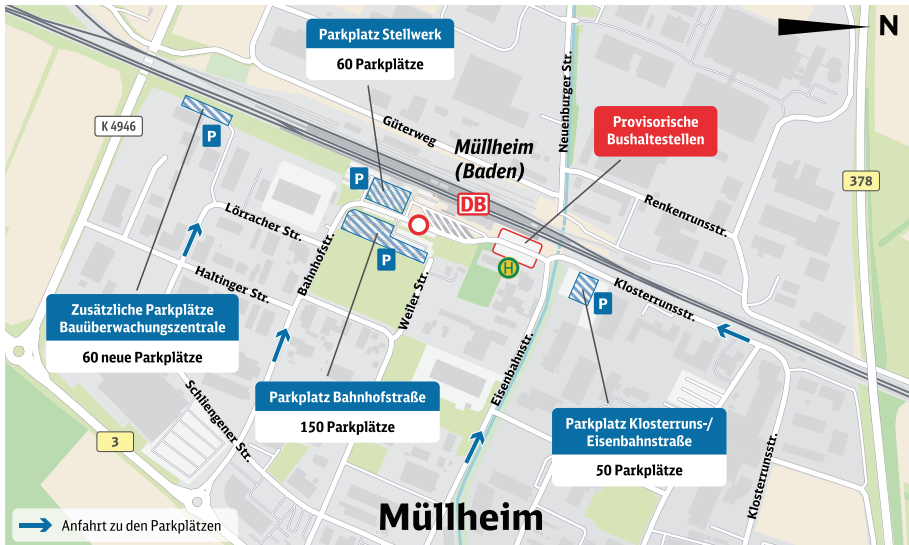 Parkplatz Stellwerk
60 Parkplätze
N
K 4946
P
Güterweg
Neuenburger Str.
Provisorische
Bushaltestellen
Müllheim
(Baden)
378
P
DB
Renkenrunsstr.
Lörracher Str.
Bahnhofstr.
P
Haltinger Str.
Weiler Str.
H
Klosterrunsstr.
P
Zusätzliche Parkplätze
Bauüberwachungszentrale
60 neue Parkplätze
Eisenbahnstr.
Parkplatz Bahnhofstraße
150 Parkplätze
Schliengener Str.
Parkplatz Klosterruns-/
Eisenbahnstraße
50 Parkplätze
Klosterrunsstr.
3
Müllheim
Anfahrt zu den Parkplätzen